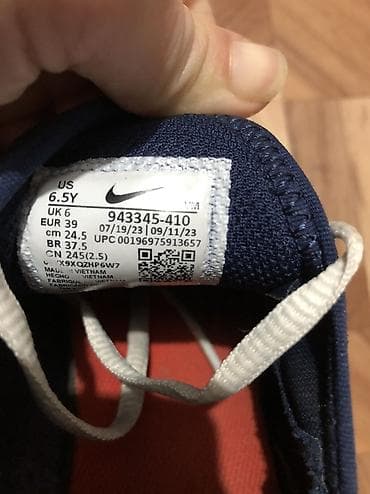 US
6.5Y
UK 6
EUR 39
cm 24.5
BR 37.5
CN 245(2.5)
943345-410
07/19/23 | 09/11/23
UPC 00196975913657
MADE IN VIETNAM
VIETNAM